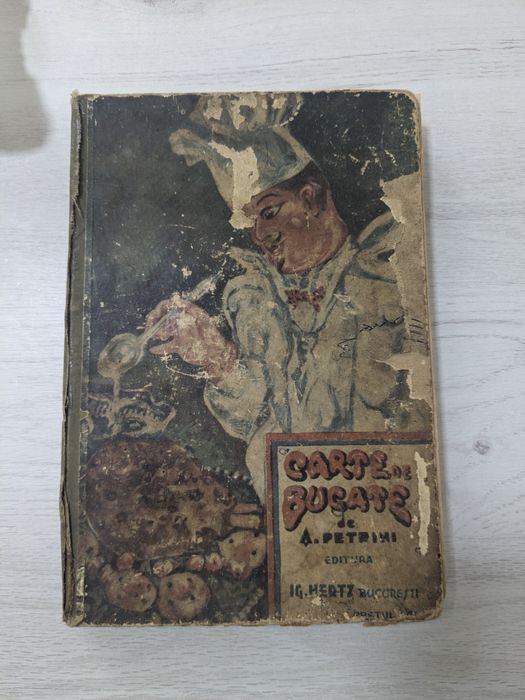 CARTE DE
BUCATE
de
A. PETRINI
EDITURA
IG. HERTZ BUCUREȘTI